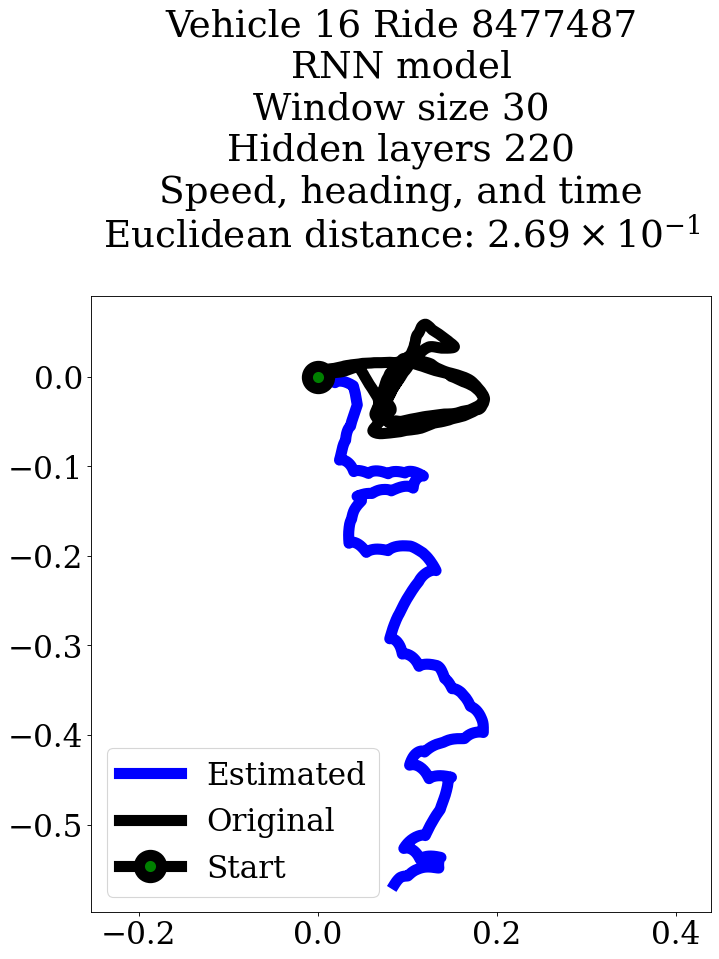 Vehicle 16 Ride 8477487
RNN model
Window size 30
Hidden layers 220
Speed, heading, and time
Euclidean distance: 2.69 × 10⁻¹
0.0
−0.1
−0.2
−0.3
−0.4
−0.5
Estimated
Original
Start
−0.2 0.0 0.2 0.4